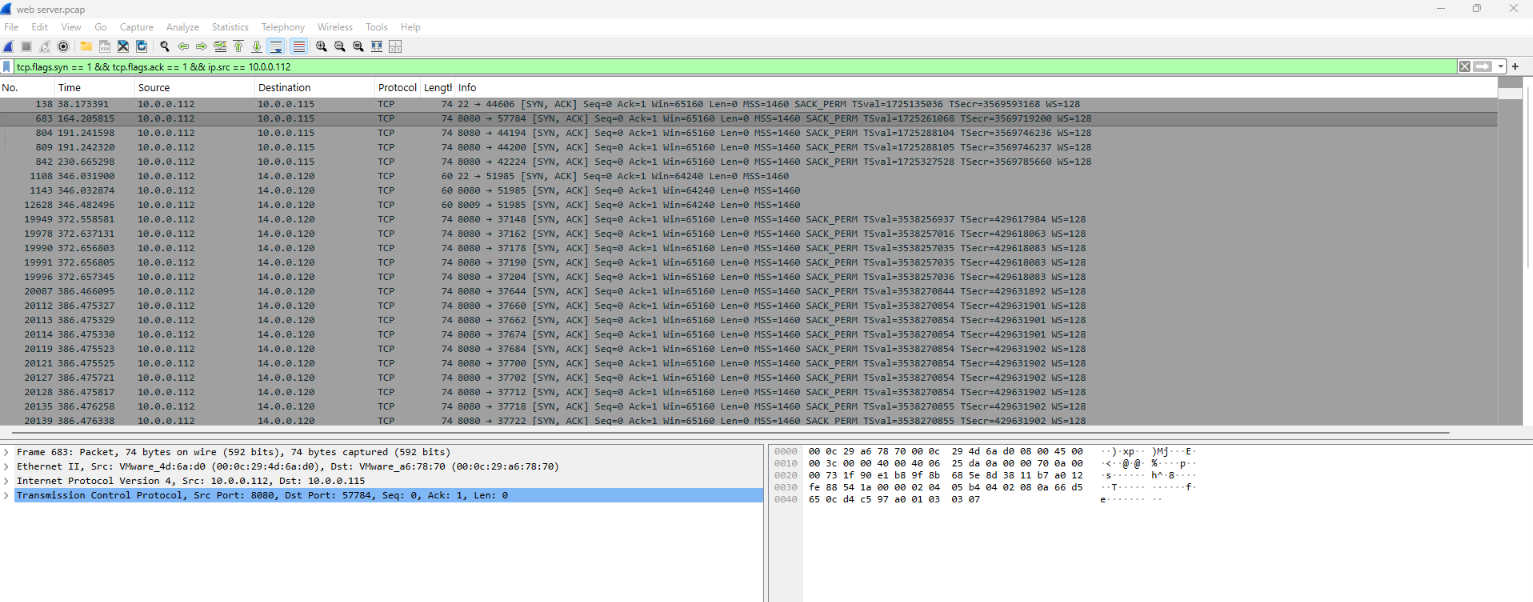 web server.pcap
File Edit View Go Capture Analyze Statistics Telephony Wireless Tools Help
tcp.flags.syn == 1 && tcp.flags.ack == 1 && ip.src == 10.0.0.112
No. Time Source Destination Protocol Length Info
138 38.173391 10.0.0.112 10.0.0.115 TCP 74 22 → 44606 [SYN, ACK] Seq=0 Ack=1 Win=65160 Len=0 MSS=1460 SACK_PERM TSval=1725135036 TSecr=3569593168 WS=128
683 164.205815 10.0.0.112 10.0.0.115 TCP 74 8080 → 57784 [SYN, ACK] Seq=0 Ack=1 Win=65160 Len=0 MSS=1460 SACK_PERM TSval=1725261068 TSecr=3569719200 WS=128
804 191.241598 10.0.0.112 10.0.0.115 TCP 74 8080 → 44194 [SYN, ACK] Seq=0 Ack=1 Win=65160 Len=0 MSS=1460 SACK_PERM TSval=1725288104 TSecr=3569746236 WS=128
809 191.242320 10.0.0.112 10.0.0.115 TCP 74 8080 → 44200 [SYN, ACK] Seq=0 Ack=1 Win=65160 Len=0 MSS=1460 SACK_PERM TSval=1725288105 TSecr=3569746237 WS=128
842 230.665298 10.0.0.112 10.0.0.115 TCP 74 8080 → 42224 [SYN, ACK] Seq=0 Ack=1 Win=65160 Len=0 MSS=1460 SACK_PERM TSval=1725327528 TSecr=3569785660 WS=128
1108 346.031900 10.0.0.112 14.0.0.120 TCP 60 22 → 51985 [SYN, ACK] Seq=0 Ack=1 Win=64240 Len=0 MSS=1460
1143 346.032874 10.0.0.112 14.0.0.120 TCP 60 8080 → 51985 [SYN, ACK] Seq=0 Ack=1 Win=64240 Len=0 MSS=1460
12628 346.482496 10.0.0.112 14.0.0.120 TCP 60 8009 → 51985 [SYN, ACK] Seq=0 Ack=1 Win=64240 Len=0 MSS=1460
19949 372.558581 10.0.0.112 14.0.0.120 TCP 74 8080 → 37148 [SYN, ACK] Seq=0 Ack=1 Win=65160 Len=0 MSS=1460 SACK_PERM TSval=3538256937 TSecr=429617984 WS=128
19978 372.637131 10.0.0.112 14.0.0.120 TCP 74 8080 → 37162 [SYN, ACK] Seq=0 Ack=1 Win=65160 Len=0 MSS=1460 SACK_PERM TSval=3538257016 TSecr=429618063 WS=128
19990 372.656803 10.0.0.112 14.0.0.120 TCP 74 8080 → 37178 [SYN, ACK] Seq=0 Ack=1 Win=65160 Len=0 MSS=1460 SACK_PERM TSval=3538257035 TSecr=429618083 WS=128
19991 372.656805 10.0.0.112 14.0.0.120 TCP 74 8080 → 37190 [SYN, ACK] Seq=0 Ack=1 Win=65160 Len=0 MSS=1460 SACK_PERM TSval=3538257035 TSecr=429618083 WS=128
19996 372.657345 10.0.0.112 14.0.0.120 TCP 74 8080 → 37204 [SYN, ACK] Seq=0 Ack=1 Win=65160 Len=0 MSS=1460 SACK_PERM TSval=3538257036 TSecr=429618083 WS=128
20087 386.466095 10.0.0.112 14.0.0.120 TCP 74 8080 → 37644 [SYN, ACK] Seq=0 Ack=1 Win=65160 Len=0 MSS=1460 SACK_PERM TSval=3538270844 TSecr=429631892 WS=128
20112 386.475327 10.0.0.112 14.0.0.120 TCP 74 8080 → 37660 [SYN, ACK] Seq=0 Ack=1 Win=65160 Len=0 MSS=1460 SACK_PERM TSval=3538270854 TSecr=429631901 WS=128
20113 386.475329 10.0.0.112 14.0.0.120 TCP 74 8080 → 37662 [SYN, ACK] Seq=0 Ack=1 Win=65160 Len=0 MSS=1460 SACK_PERM TSval=3538270854 TSecr=429631901 WS=128
20114 386.475330 10.0.0.112 14.0.0.120 TCP 74 8080 → 37674 [SYN, ACK] Seq=0 Ack=1 Win=65160 Len=0 MSS=1460 SACK_PERM TSval=3538270854 TSecr=429631901 WS=128
20119 386.475523 10.0.0.112 14.0.0.120 TCP 74 8080 → 37684 [SYN, ACK] Seq=0 Ack=1 Win=65160 Len=0 MSS=1460 SACK_PERM TSval=3538270854 TSecr=429631902 WS=128
20121 386.475525 10.0.0.112 14.0.0.120 TCP 74 8080 → 37700 [SYN, ACK] Seq=0 Ack=1 Win=65160 Len=0 MSS=1460 SACK_PERM TSval=3538270854 TSecr=429631902 WS=128
20127 386.475721 10.0.0.112 14.0.0.120 TCP 74 8080 → 37702 [SYN, ACK] Seq=0 Ack=1 Win=65160 Len=0 MSS=1460 SACK_PERM TSval=3538270854 TSecr=429631902 WS=128
20128 386.475817 10.0.0.112 14.0.0.120 TCP 74 8080 → 37712 [SYN, ACK] Seq=0 Ack=1 Win=65160 Len=0 MSS=1460 SACK_PERM TSval=3538270854 TSecr=429631902 WS=128
20135 386.476258 10.0.0.112 14.0.0.120 TCP 74 8080 → 37718 [SYN, ACK] Seq=0 Ack=1 Win=65160 Len=0 MSS=1460 SACK_PERM TSval=3538270855 TSecr=429631902 WS=128
20139 386.476338 10.0.0.112 14.0.0.120 TCP 74 8080 → 37722 [SYN, ACK] Seq=0 Ack=1 Win=65160 Len=0 MSS=1460 SACK_PERM TSval=3538270855 TSecr=429631902 WS=128
Frame 683: Packet, 74 bytes on wire (592 bits), 74 bytes captured (592 bits)
Ethernet II, Src: VMware_4d:6a:d0 (00:0c:29:4d:6a:d0), Dst: VMware_a6:78:70 (00:0c:29:a6:78:70)
Internet Protocol Version 4, Src: 10.0.0.112, Dst: 10.0.0.115
Transmission Control Protocol, Src Port: 8080, Dst Port: 57784, Seq: 0, Ack: 1, Len: 0
0000 00 0c 29 a6 78 70 00 0c 29 4d 6a d0 08 00 45 00 ··)·xp·· )Mj···E·
0010 00 3c 00 00 40 00 40 06 25 da 0a 00 00 70 0a 00 ·<··@·@· %····p··
0020 00 73 1f 90 e1 b8 9f 8b 68 5e 8d 38 11 b7 a0 12 ·s······ h^·8····
0030 fe 88 54 1a 00 00 02 04 05 b4 04 02 08 0a 66 d5 ··T····· ······f·
0040 65 0c d4 c5 97 a0 01 03 03 07 e······· ··